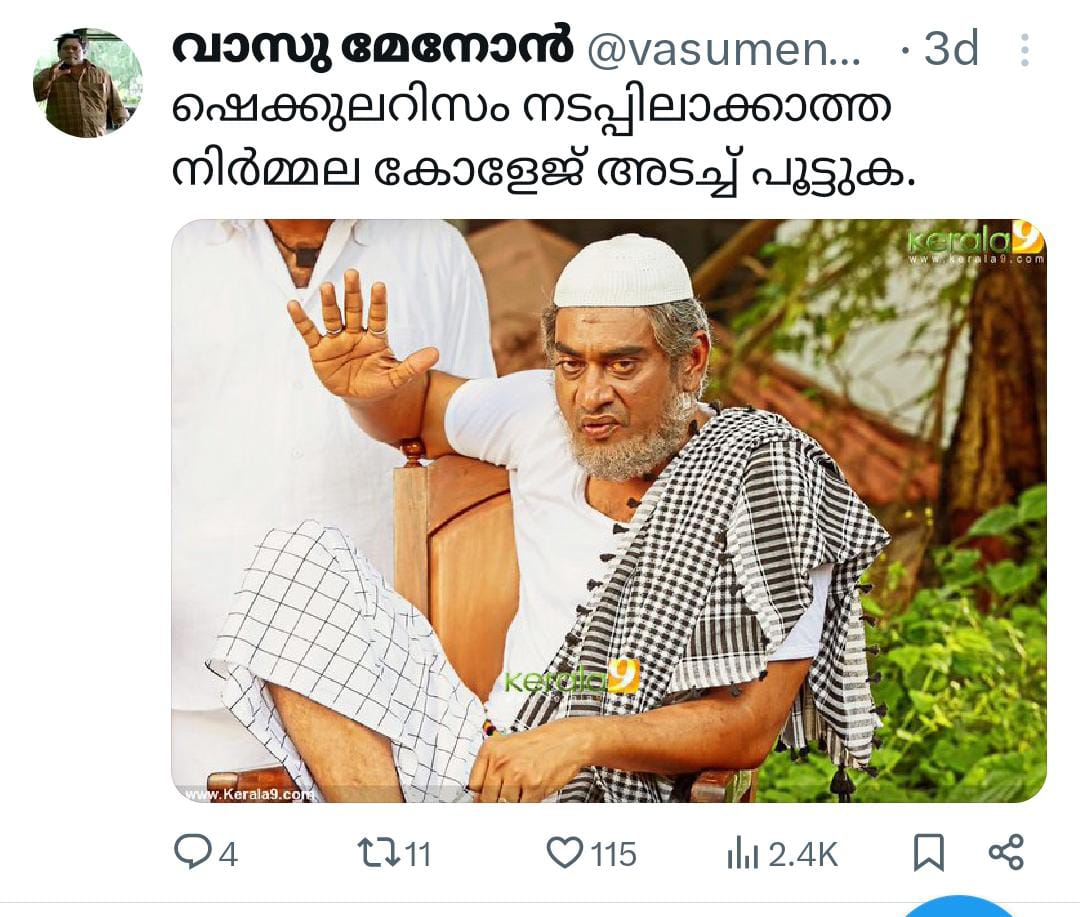 വാസു മേനോൻ @vasumen... · 3d
ഷെക്കുലറിസം നടപ്പിലാക്കാത്ത
നിർമ്മല കോളേജ് അടച്ച് പൂട്ടുക.
kerala9
www.kerala9.com
kerala9
www.Kerala9.com
4 11 115 2.4K